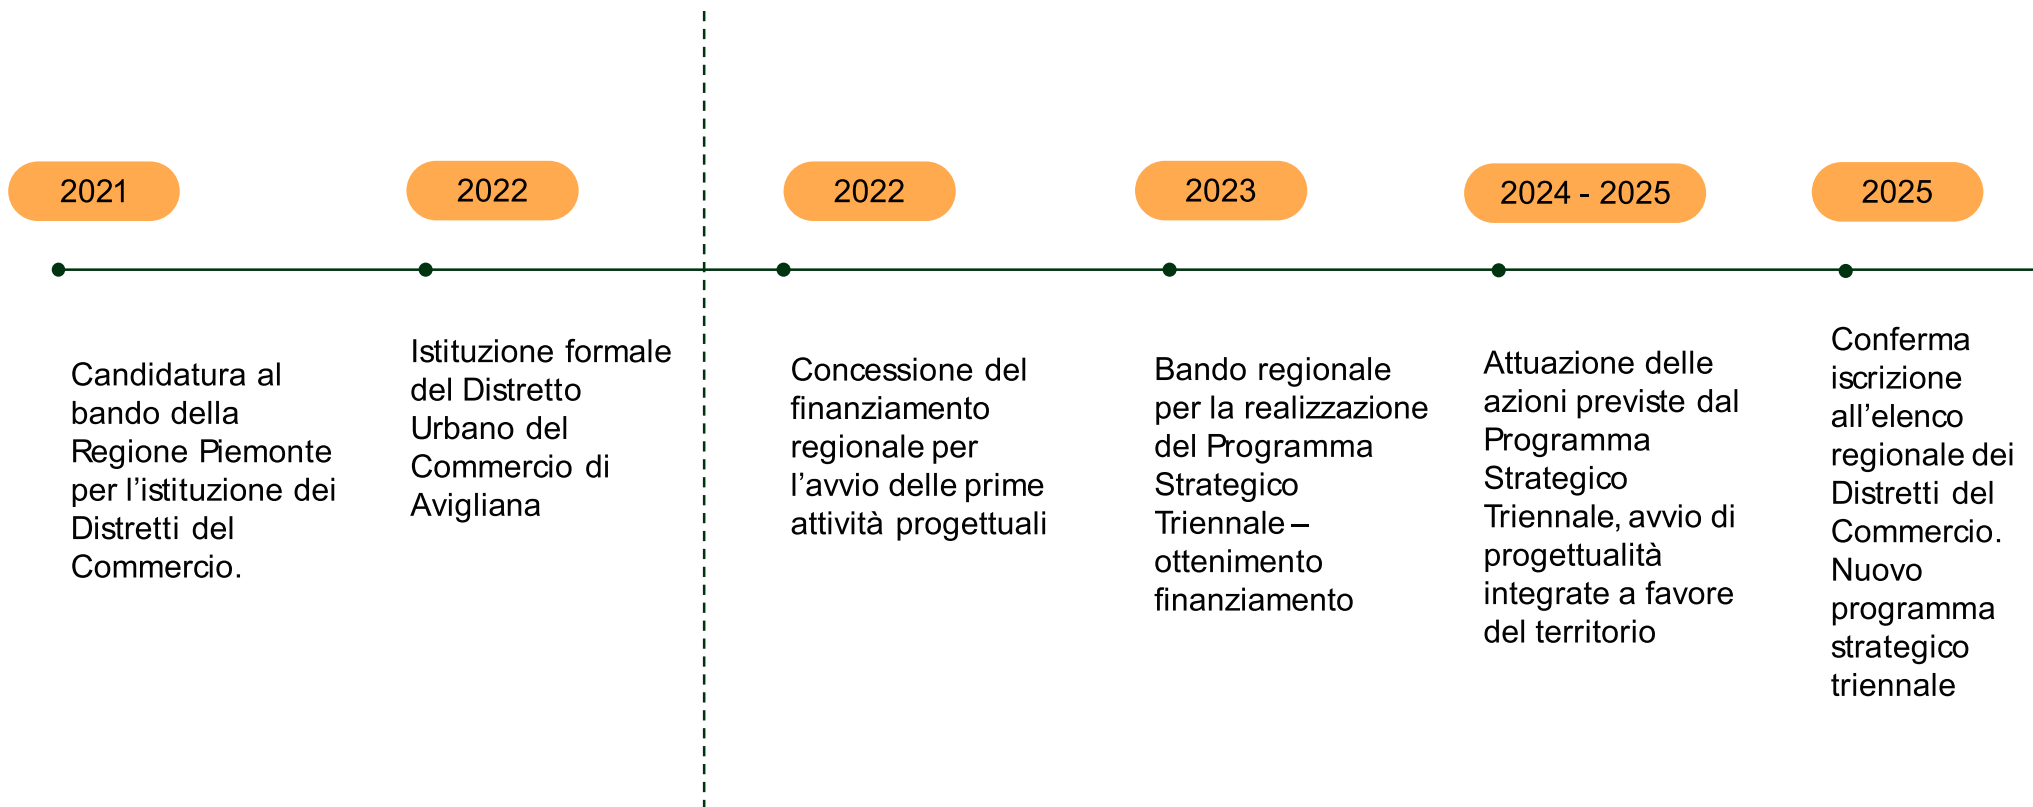 2021
Candidatura al
bando della
Regione Piemonte
per l’istituzione dei
Distretti del
Commercio.
2022
Istituzione formale
del Distretto
Urbano del
Commercio di
Avigliana
2022
Concessione del
finanziamento
regionale per
l’avvio delle prime
attività progettuali
2023
Bando regionale
per la realizzazione
del Programma
Strategico
Triennale –
ottenimento
finanziamento
2024 - 2025
Attuazione delle
azioni previste dal
Programma
Strategico
Triennale, avvio di
progettualità
integrate a favore
del territorio
2025
Conferma
iscrizione
all’elenco
regionale dei
Distretti del
Commercio.
Nuovo
programma
strategico
triennale